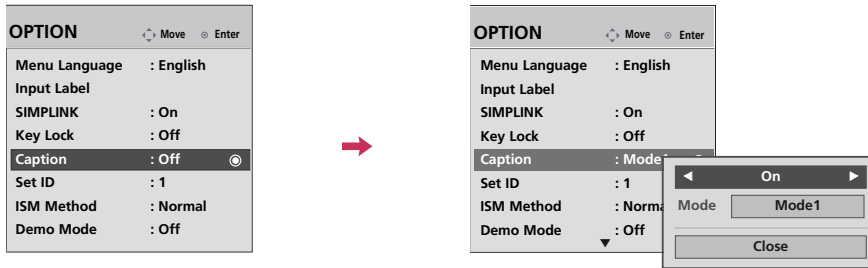 OPTION Move Enter
Menu Language : English
Input Label
SIMPLINK : On
Key Lock : Off
Caption : Off
Set ID : 1
ISM Method : Normal
Demo Mode : Off
OPTION Move Enter
Menu Language : English
Input Label
SIMPLINK : On
Key Lock : Off
Caption : Mode
Set ID : 1
ISM Method : Norma
Demo Mode : Off
On
Mode Mode1
Close